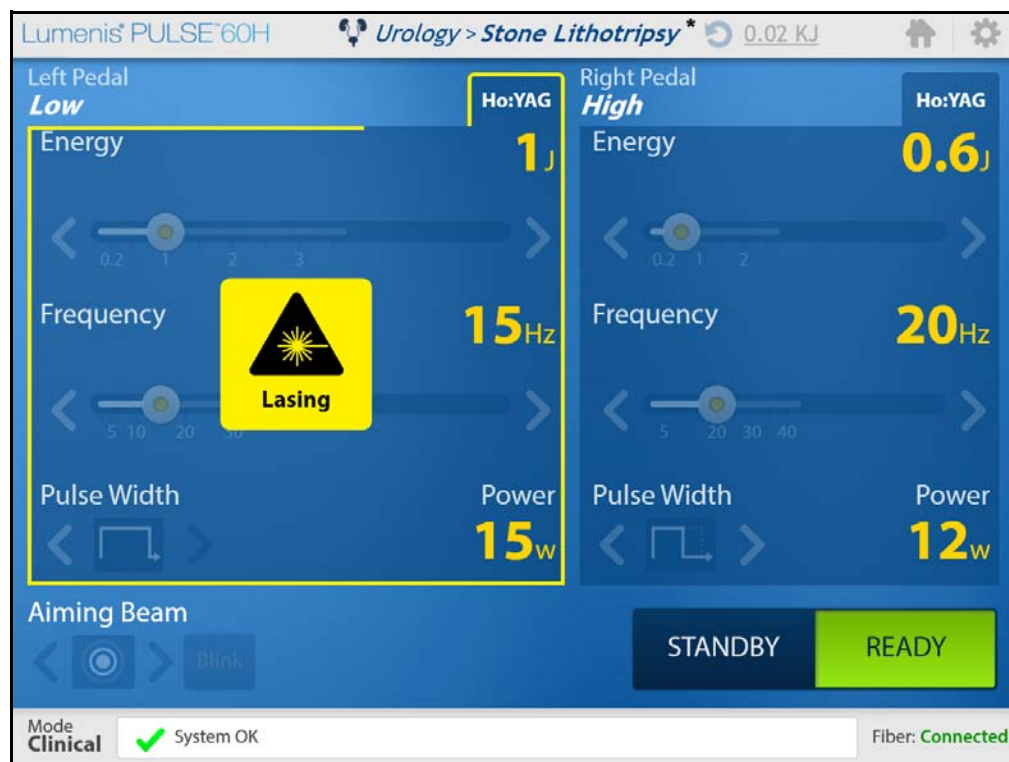 Lumenis® PULSE™ 60H Urology > Stone Lithotripsy * 0.02 KJ
Left Pedal
Low
Ho:YAG
Energy
1 J
0.2 1 2 3
Frequency
15 Hz
5 10 20 30
Lasing
Pulse Width
Power
15 W
Right Pedal
High
Ho:YAG
Energy
0.6 J
0.2 1 2
Frequency
20 Hz
5 20 30 40
Pulse Width
Power
12 W
Aiming Beam
Blink
STANDBY
READY
Mode
Clinical
System OK
Fiber: Connected